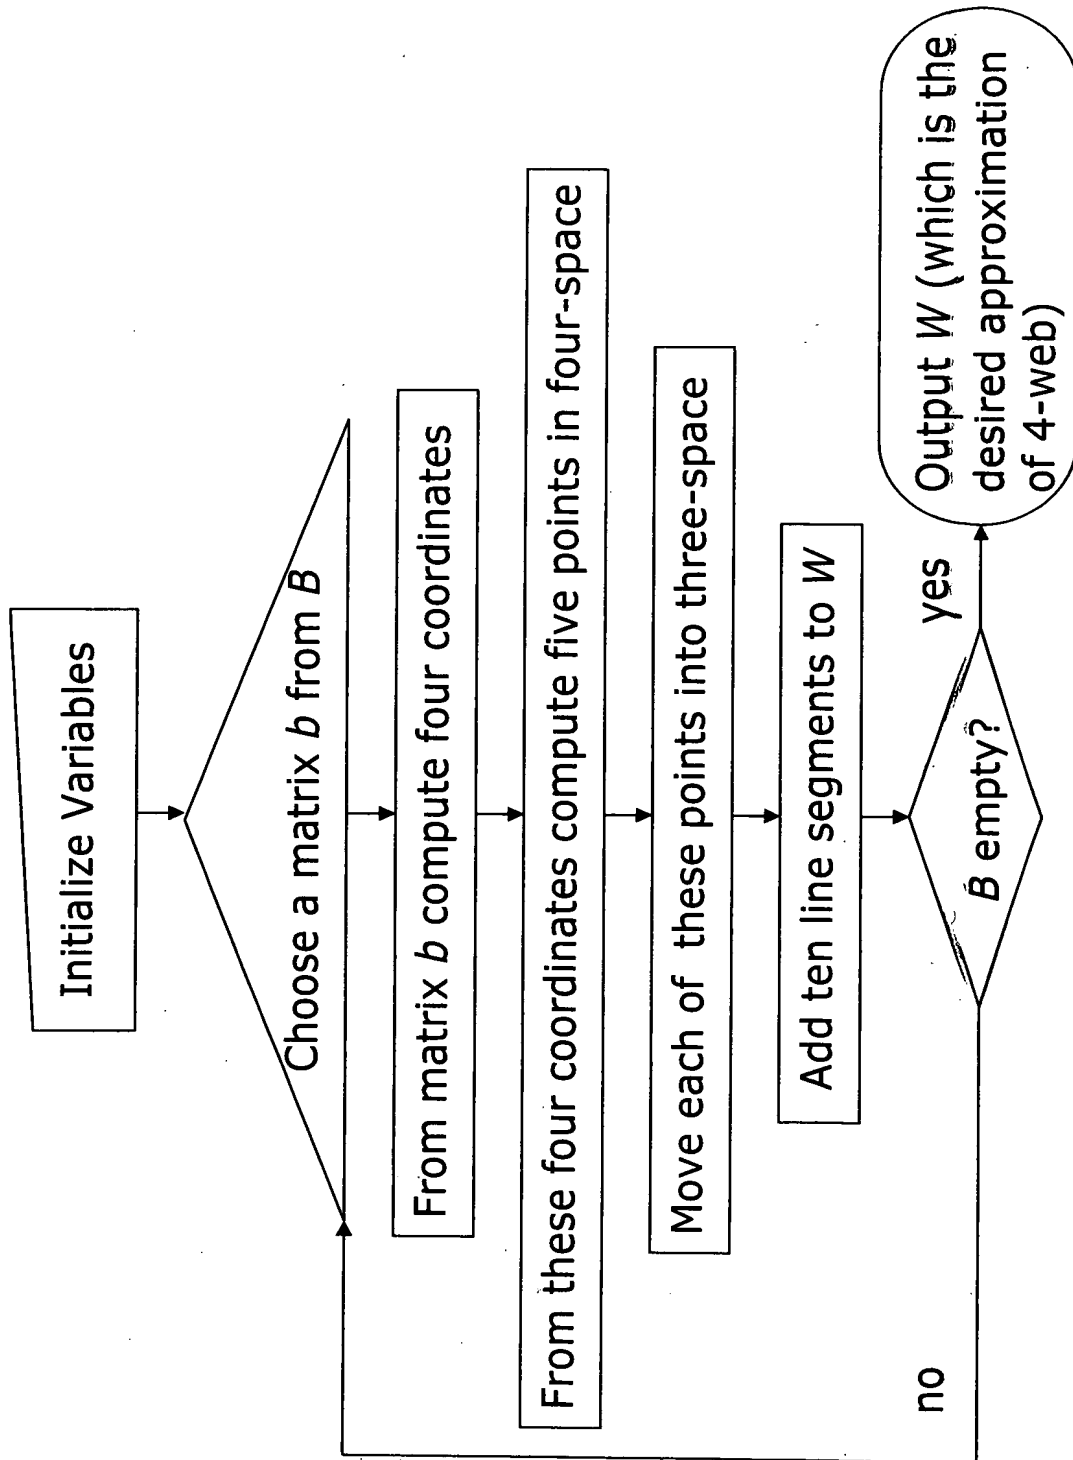 Initialize Variables
Choose a matrix b from B
From matrix b compute four coordinates
From these four coordinates compute five points in four-space
Move each of these points into three-space
Add ten line segments to W
B empty?
no
yes
Output W (which is the
desired approximation
of 4-web)